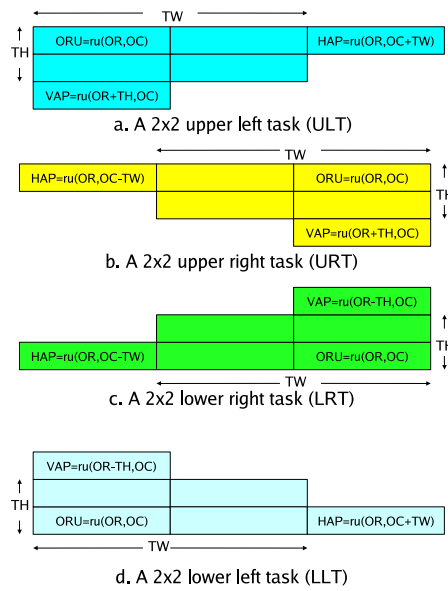 TW
ORU=ru(OR,OC) HAP=ru(OR,OC+TW)
TH
VAP=ru(OR+TH,OC)
a. A 2x2 upper left task (ULT)
TW
HAP=ru(OR,OC-TW) ORU=ru(OR,OC)
TH
VAP=ru(OR+TH,OC)
b. A 2x2 upper right task (URT)
VAP=ru(OR-TH,OC)
TH
HAP=ru(OR,OC-TW) ORU=ru(OR,OC)
TW
c. A 2x2 lower right task (LRT)
VAP=ru(OR-TH,OC)
TH
ORU=ru(OR,OC) HAP=ru(OR,OC+TW)
TW
d. A 2x2 lower left task (LLT)